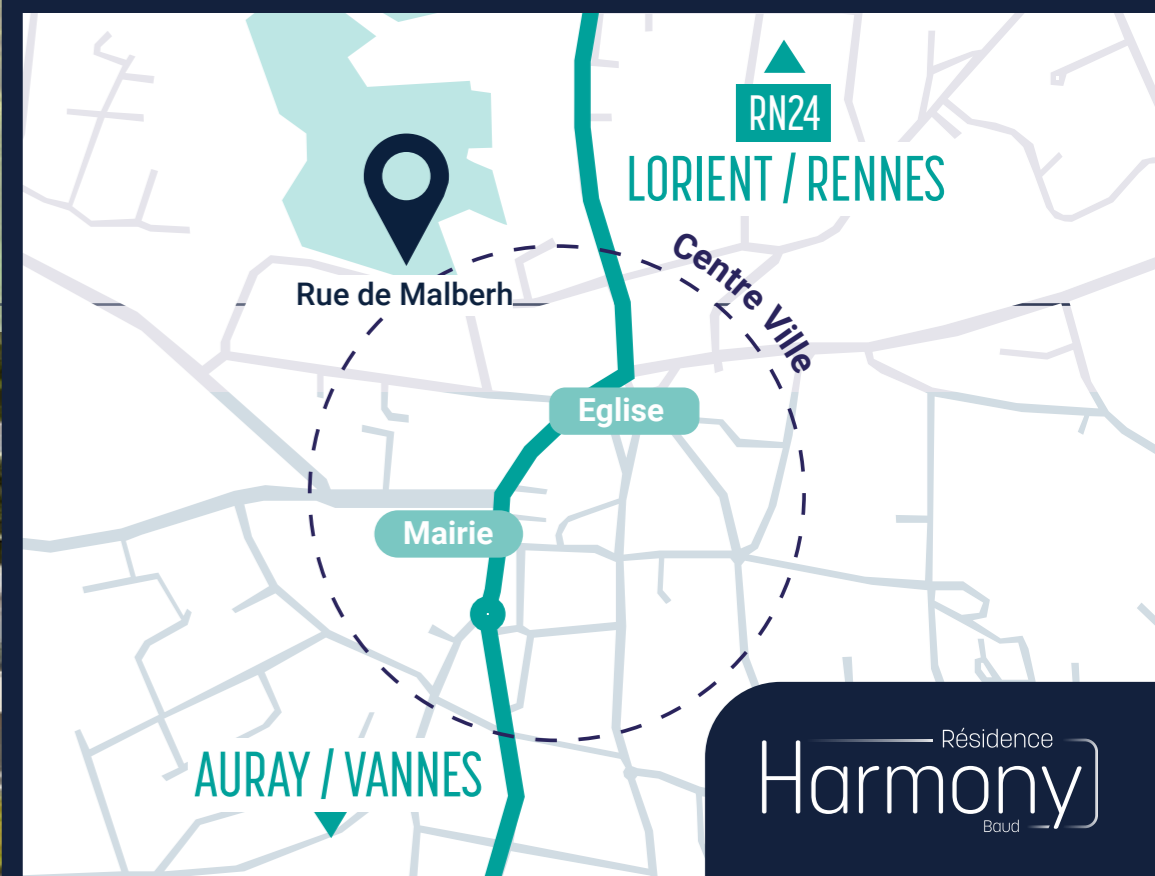 RN24
LORIENT / RENNES
Centre Ville
Rue de Malberh
Eglise
Mairie
AURAY / VANNES
Résidence
Harmony
Baud